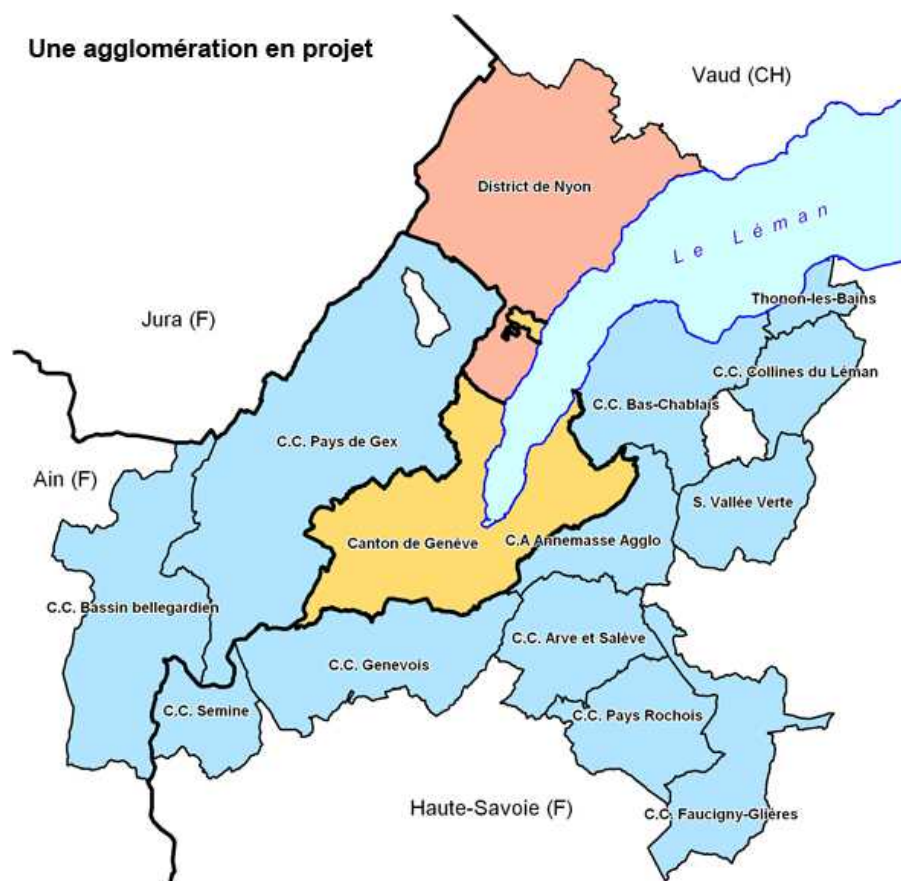 Une agglomération en projet
Vaud (CH)
District de Nyon
Le Léman
Thonon-les-Bains
Jura (F)
C.C. Collines du Léman
C.C. Bas-Chablais
C.C. Pays de Gex
Ain (F)
S. Vallée Verte
Canton de Genéve
C.A Annemasse Agglo
C.C. Bassin bellegardien
C.C. Arve et Salève
C.C. Genevois
C.C. Semine
C.C. Pays Rochois
Haute-Savoie (F)
C.C. Faucigny-Glières